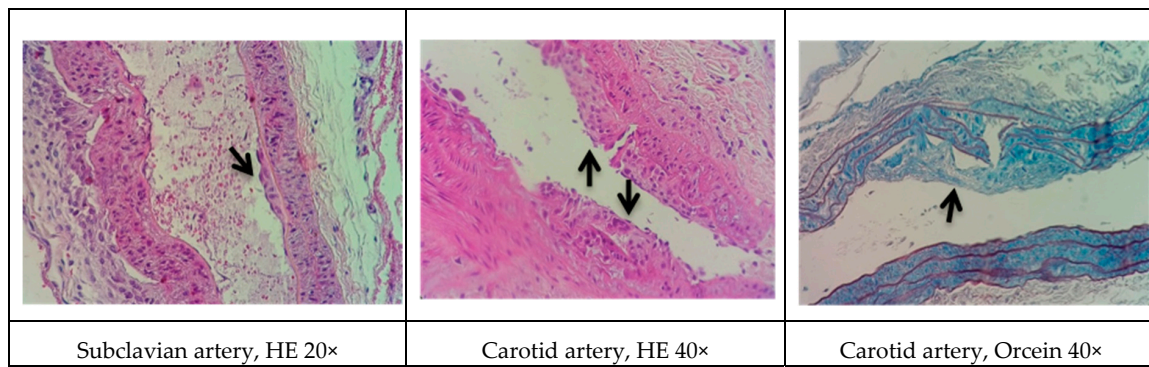 Subclavian artery, HE 20×
Carotid artery, HE 40×
Carotid artery, Orcein 40×